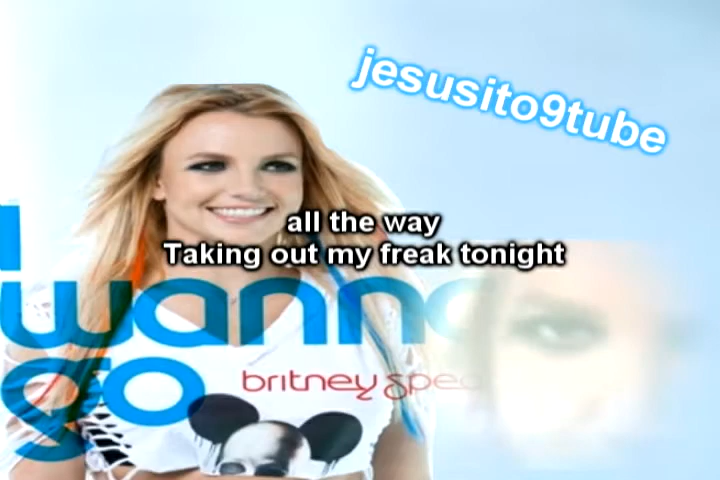 jesusito9tube
all the way
Taking out my freak tonight
I
wanna
go
britney spe